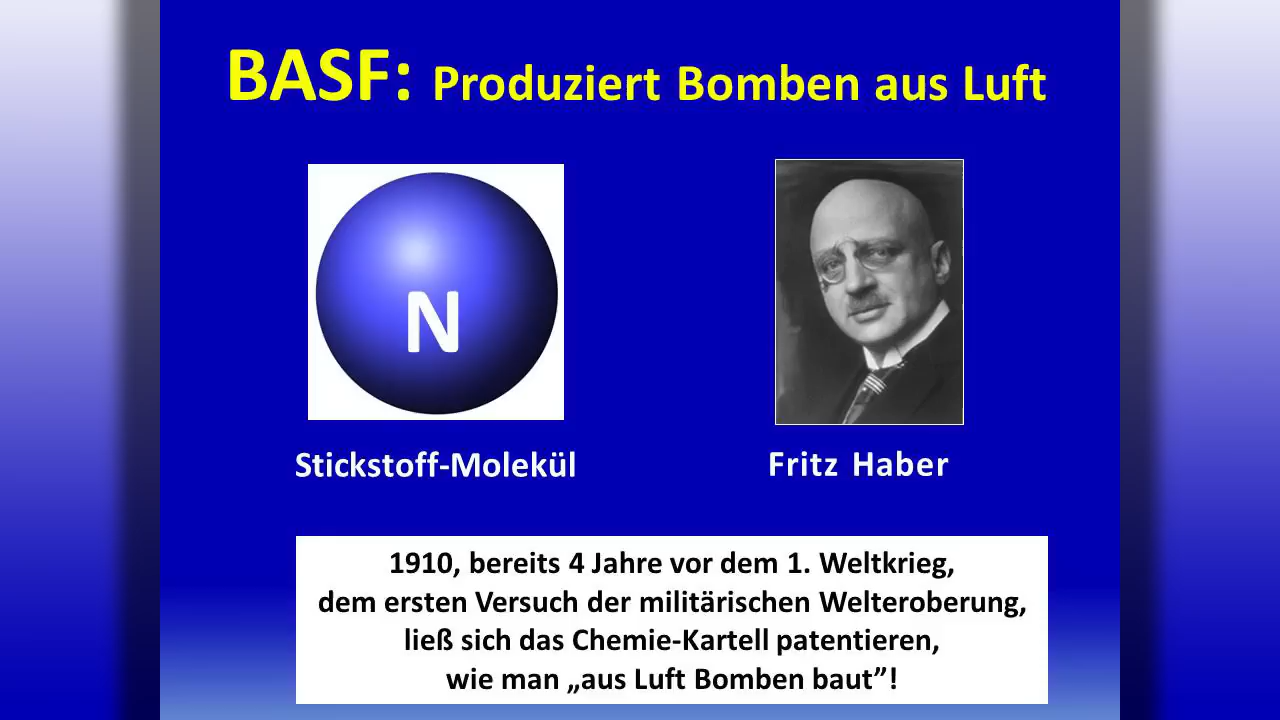 BASF: Produziert Bomben aus Luft
N
Stickstoff-Molekül
Fritz Haber
1910, bereits 4 Jahre vor dem 1. Weltkrieg,
dem ersten Versuch der militärischen Welteroberung,
ließ sich das Chemie-Kartell patentieren,
wie man „aus Luft Bomben baut”!